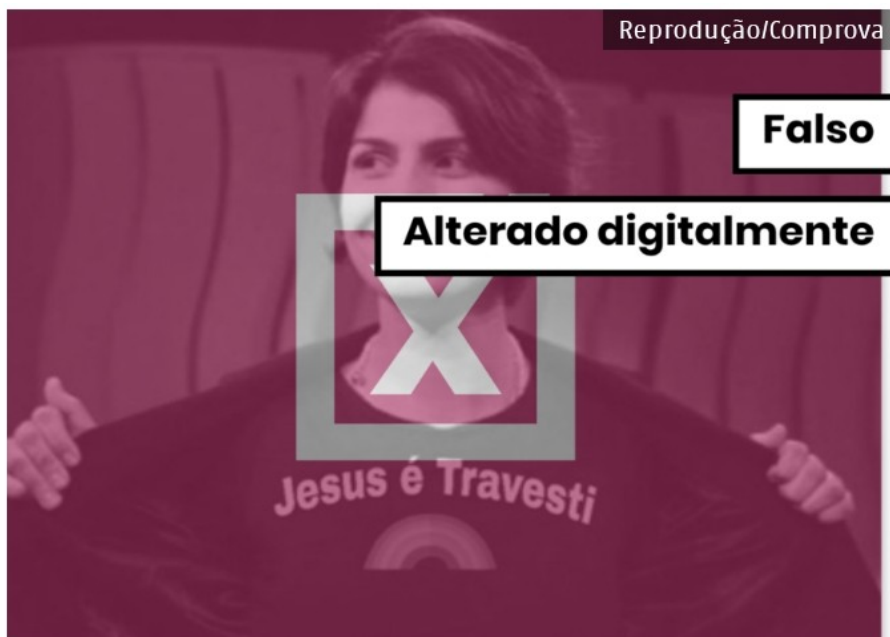 Reprodução/Comprova
Falso
Alterado digitalmente
X
Jesus é Travesti